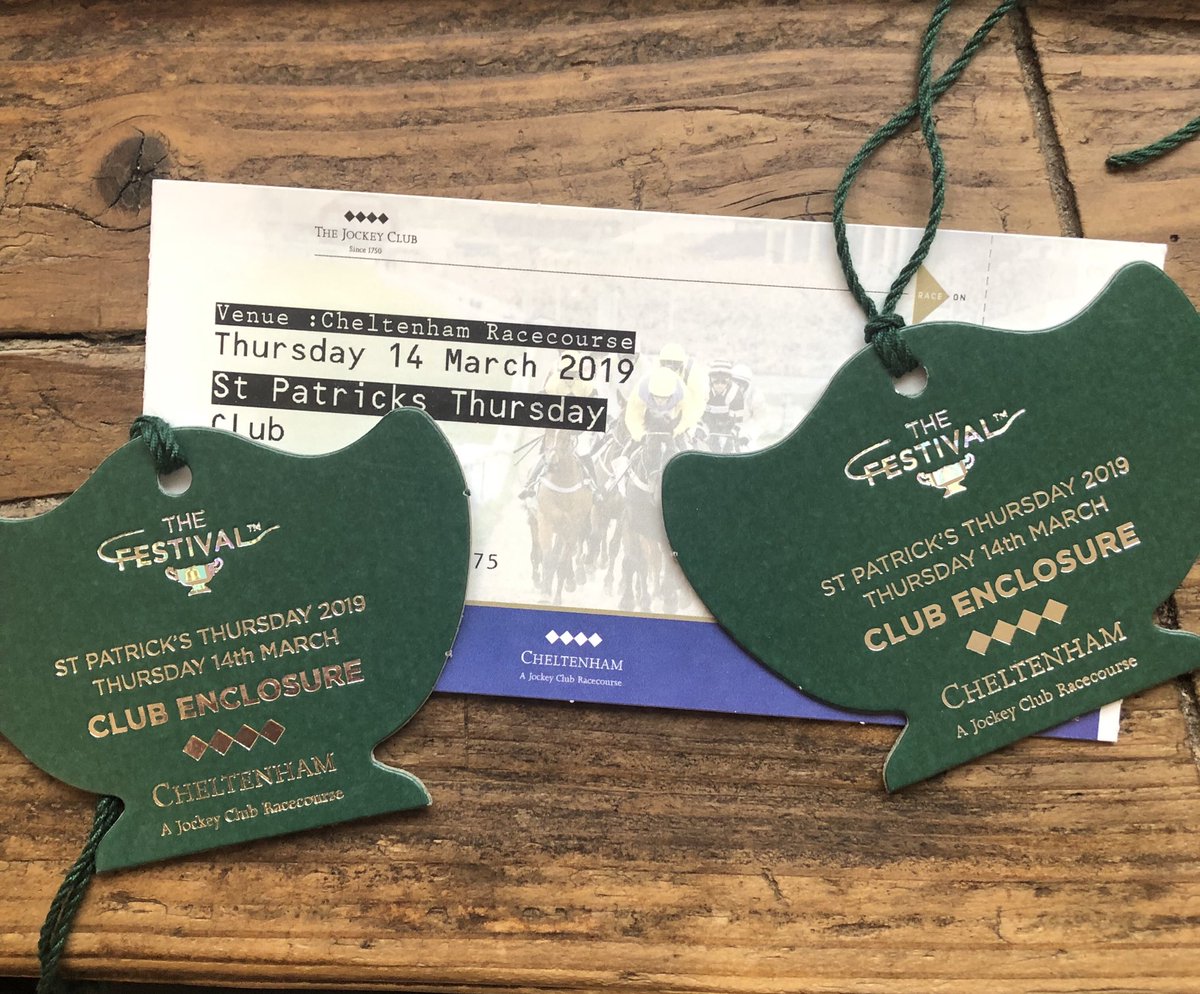 THE JOCKEY CLUB
Since 1750
RACE ON
Venue :Cheltenham Racecourse
Thursday 14 March 2019
St Patricks Thursday
Club
75
CHELTENHAM
A Jockey Club Racecourse
THE
FESTIVAL™
ST PATRICK'S THURSDAY 2019
THURSDAY 14th MARCH
CLUB ENCLOSURE
CHELTENHAM
A Jockey Club Racecourse
THE
FESTIVAL™
ST PATRICK'S THURSDAY 2019
THURSDAY 14th MARCH
CLUB ENCLOSURE
CHELTENHAM
A Jockey Club Racecourse